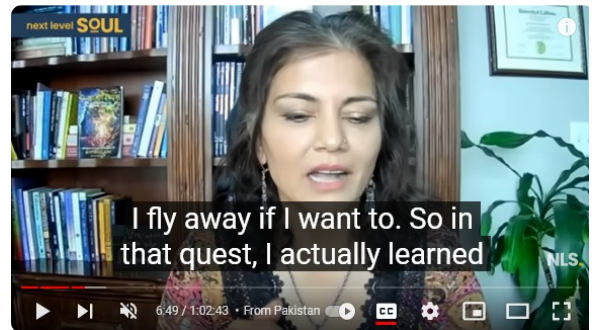 next level SOUL
I fly away if I want to. So in
that quest, I actually learned
NLS.
6:49 / 1:02:43 • From Pakistan
CC